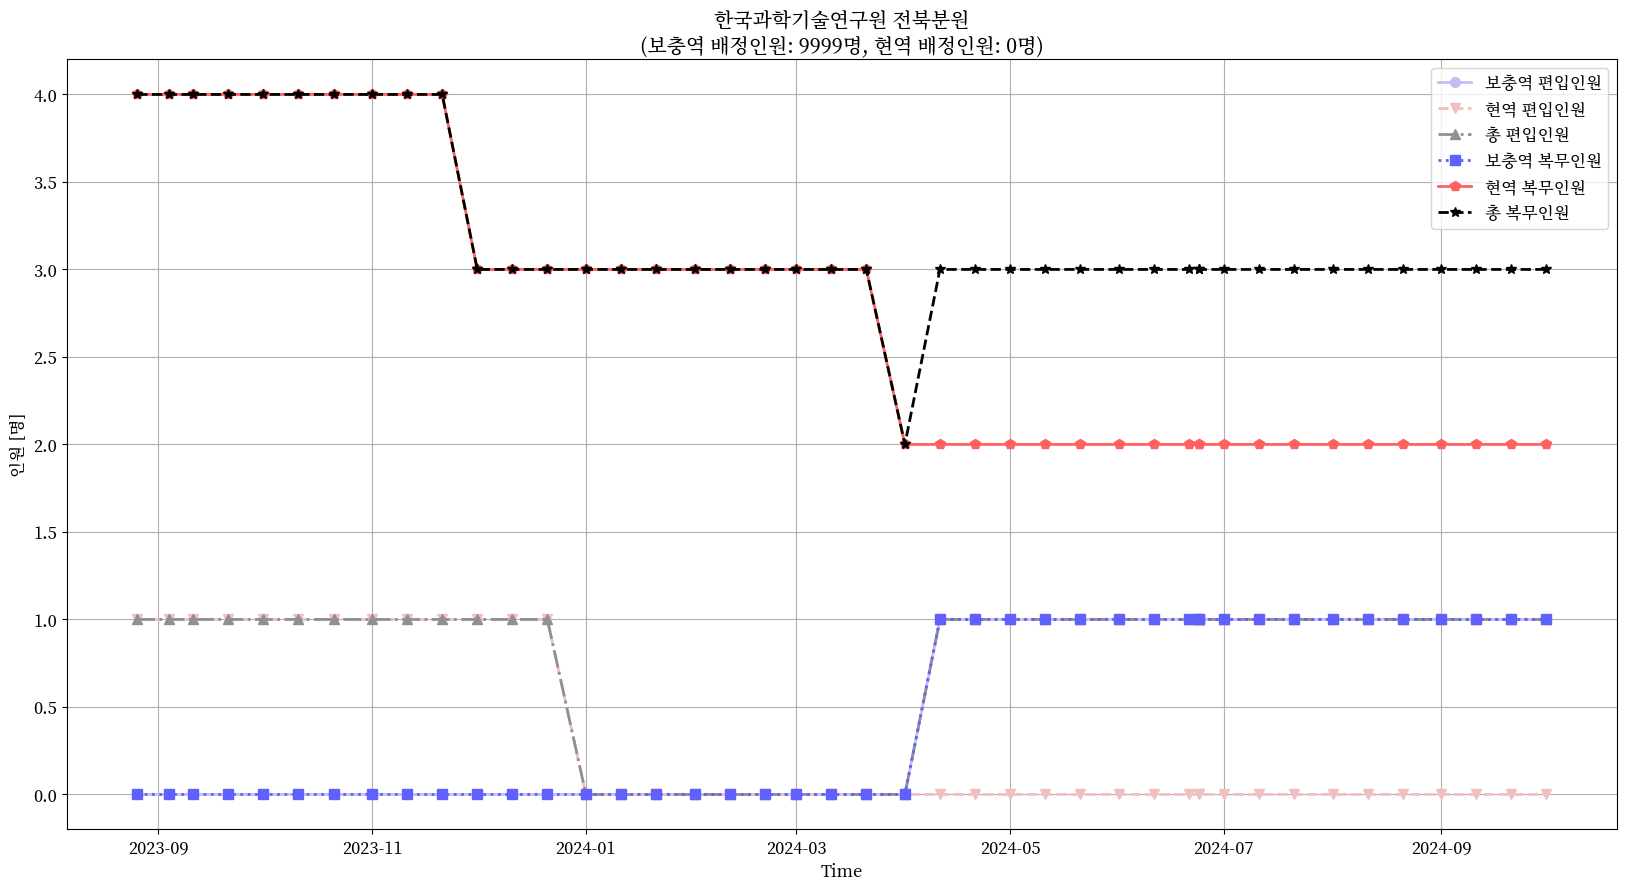 한국과학기술연구원 전북분원
(보충역 배정인원: 9999명, 현역 배정인원: 0명)
보충역 편입인원
현역 편입인원
총 편입인원
보충역 복무인원
현역 복무인원
총 복무인원
인원 [명]
4.0
3.5
3.0
2.5
2.0
1.5
1.0
0.5
0.0
2023-09
2023-11
2024-01
2024-03
2024-05
2024-07
2024-09
Time